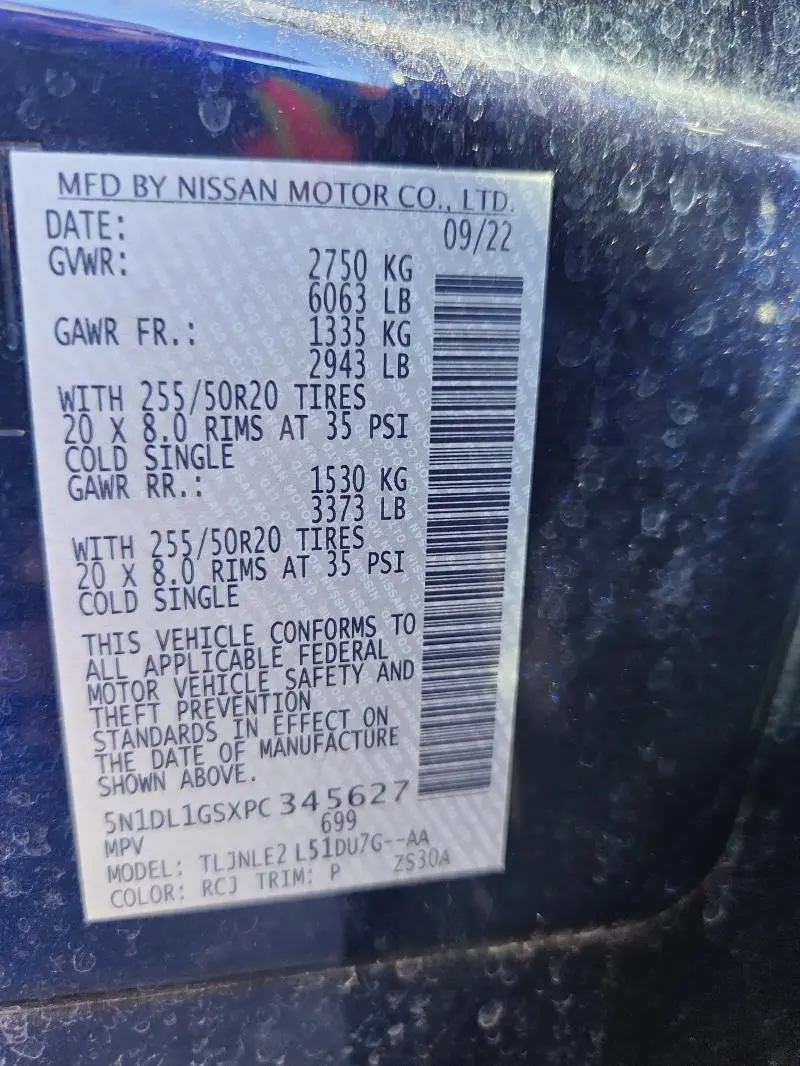 MFD BY NISSAN MOTOR CO., LTD.
DATE: 09/22
GVWR: 2750 KG
6063 LB
GAWR FR.: 1335 KG
2943 LB
WITH 255/50R20 TIRES
20 X 8.0 RIMS AT 35 PSI
COLD SINGLE
GAWR RR.: 1530 KG
3373 LB
WITH 255/50R20 TIRES
20 X 8.0 RIMS AT 35 PSI
COLD SINGLE
THIS VEHICLE CONFORMS TO
ALL APPLICABLE FEDERAL
MOTOR VEHICLE SAFETY AND
THEFT PREVENTION
STANDARDS IN EFFECT ON
THE DATE OF MANUFACTURE
SHOWN ABOVE.
5N1DL1GSXPC 345627
MPV 699
MODEL: TLJNLE2 L51DU7G--AA
COLOR: RCJ TRIM: P ZS30A